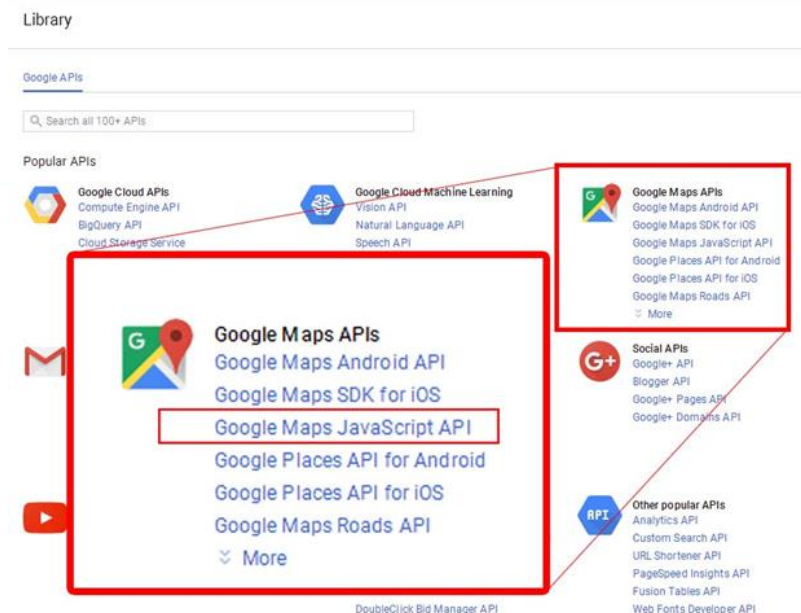 Library
Google APIs
Search all 100+ APIs
Popular APIs
Google Cloud APIs
Compute Engine API
BigQuery API
Cloud Storage Service
Google Cloud Machine Learning
Vision API
Natural Language API
Speech API
G
Google Maps APIs
Google Maps Android API
Google Maps SDK for iOS
Google Maps JavaScript API
Google Places API for Android
Google Places API for iOS
Google Maps Roads API
More
G
Google Maps APIs
Google Maps Android API
Google Maps SDK for iOS
Google Maps JavaScript API
Google Places API for Android
Google Places API for iOS
Google Maps Roads API
More
G+
Social APIs
Google+ API
Blogger API
Google+ Pages API
Google+ Domains API
API
Other popular APIs
Analytics API
Custom Search API
URL Shortener API
PageSpeed Insights API
Fusion Tables API
Web Fonts Developer API
DoubleClick Bid Manager API